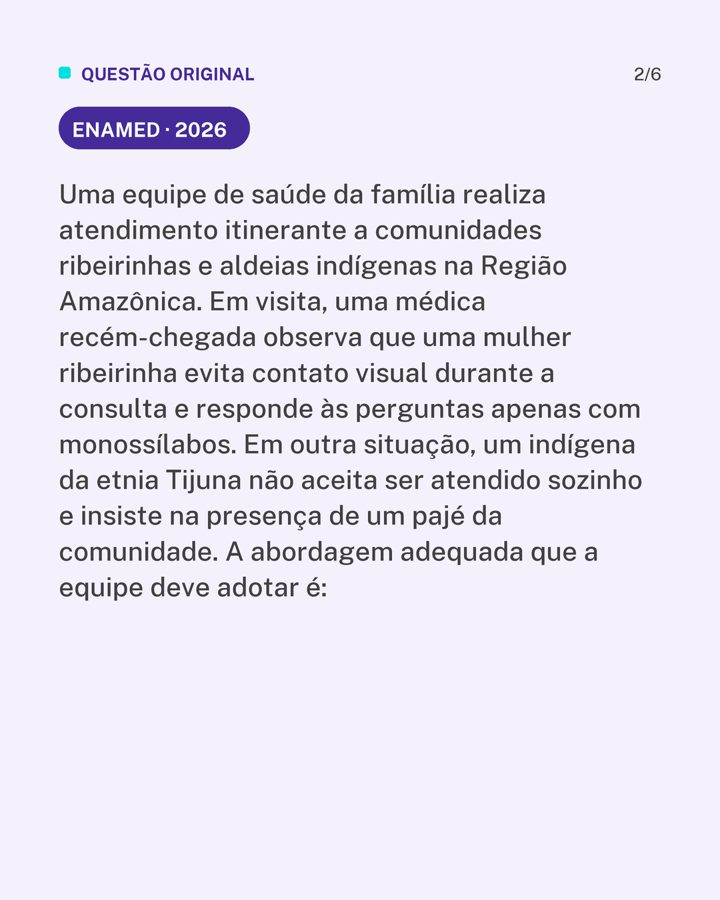 QUESTÃO ORIGINAL
2/6
ENAMED · 2026
Uma equipe de saúde da família realiza
atendimento itinerante a comunidades
ribeirinhas e aldeias indígenas na Região
Amazônica. Em visita, uma médica
recém-chegada observa que uma mulher
ribeirinha evita contato visual durante a
consulta e responde às perguntas apenas com
monossílabos. Em outra situação, um indígena
da etnia Tijuna não aceita ser atendido sozinho
e insiste na presença de um pajé da
comunidade. A abordagem adequada que a
equipe deve adotar é: